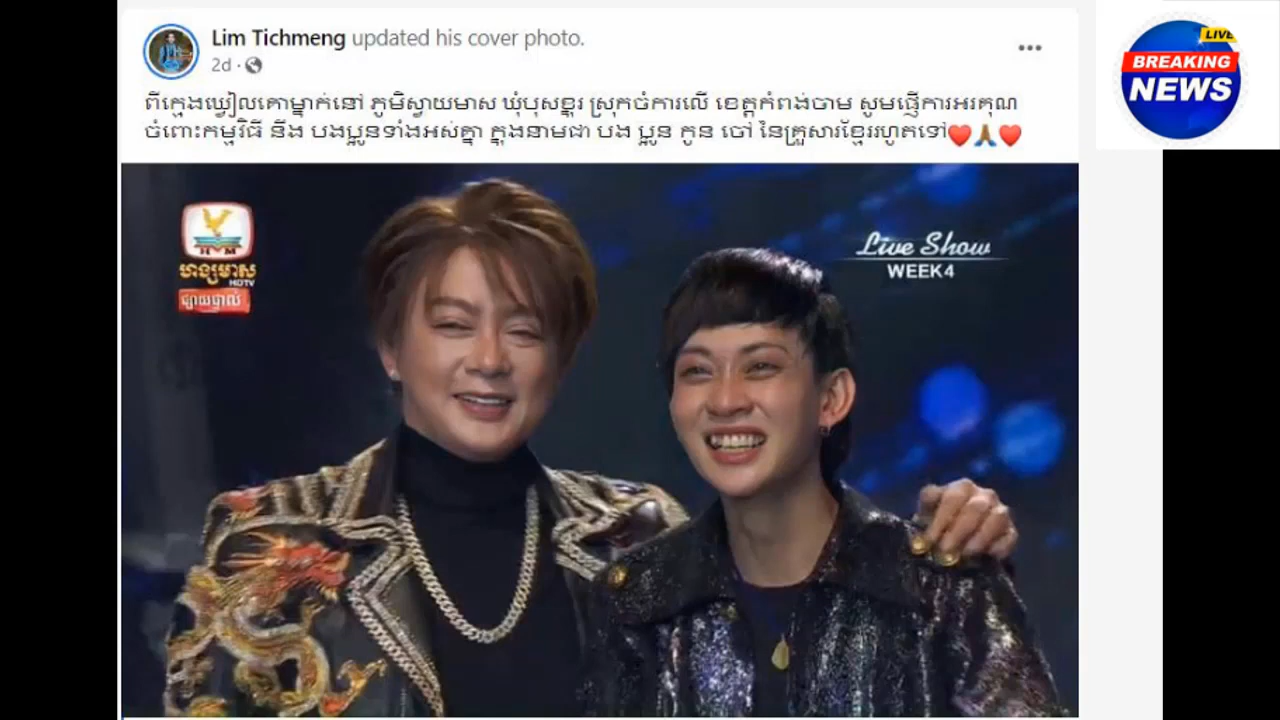 Lim Tichmeng updated his cover photo.
2d ·
ពីក្មេងឃ្វៀលគោម្នាក់នៅ ភូមិស្វាយមាស ឃុំបុសខ្នុរ ស្រុកចំការលើ ខេត្តកំពង់ចាម សូមផ្ញើការអរគុណ
ចំពោះកម្មវិធី នឹង បងប្អូនទាំងអស់គ្នា ក្នុងនាមជា បង ប្អូន កូន ចៅ នៃគ្រួសារខ្មែររហូតទៅ❤️🙏🏾❤️
LIVE
BREAKING
NEWS
HM
ហង្សមាស
HDTV
ផ្សាយផ្ទាល់
Live Show
WEEK4